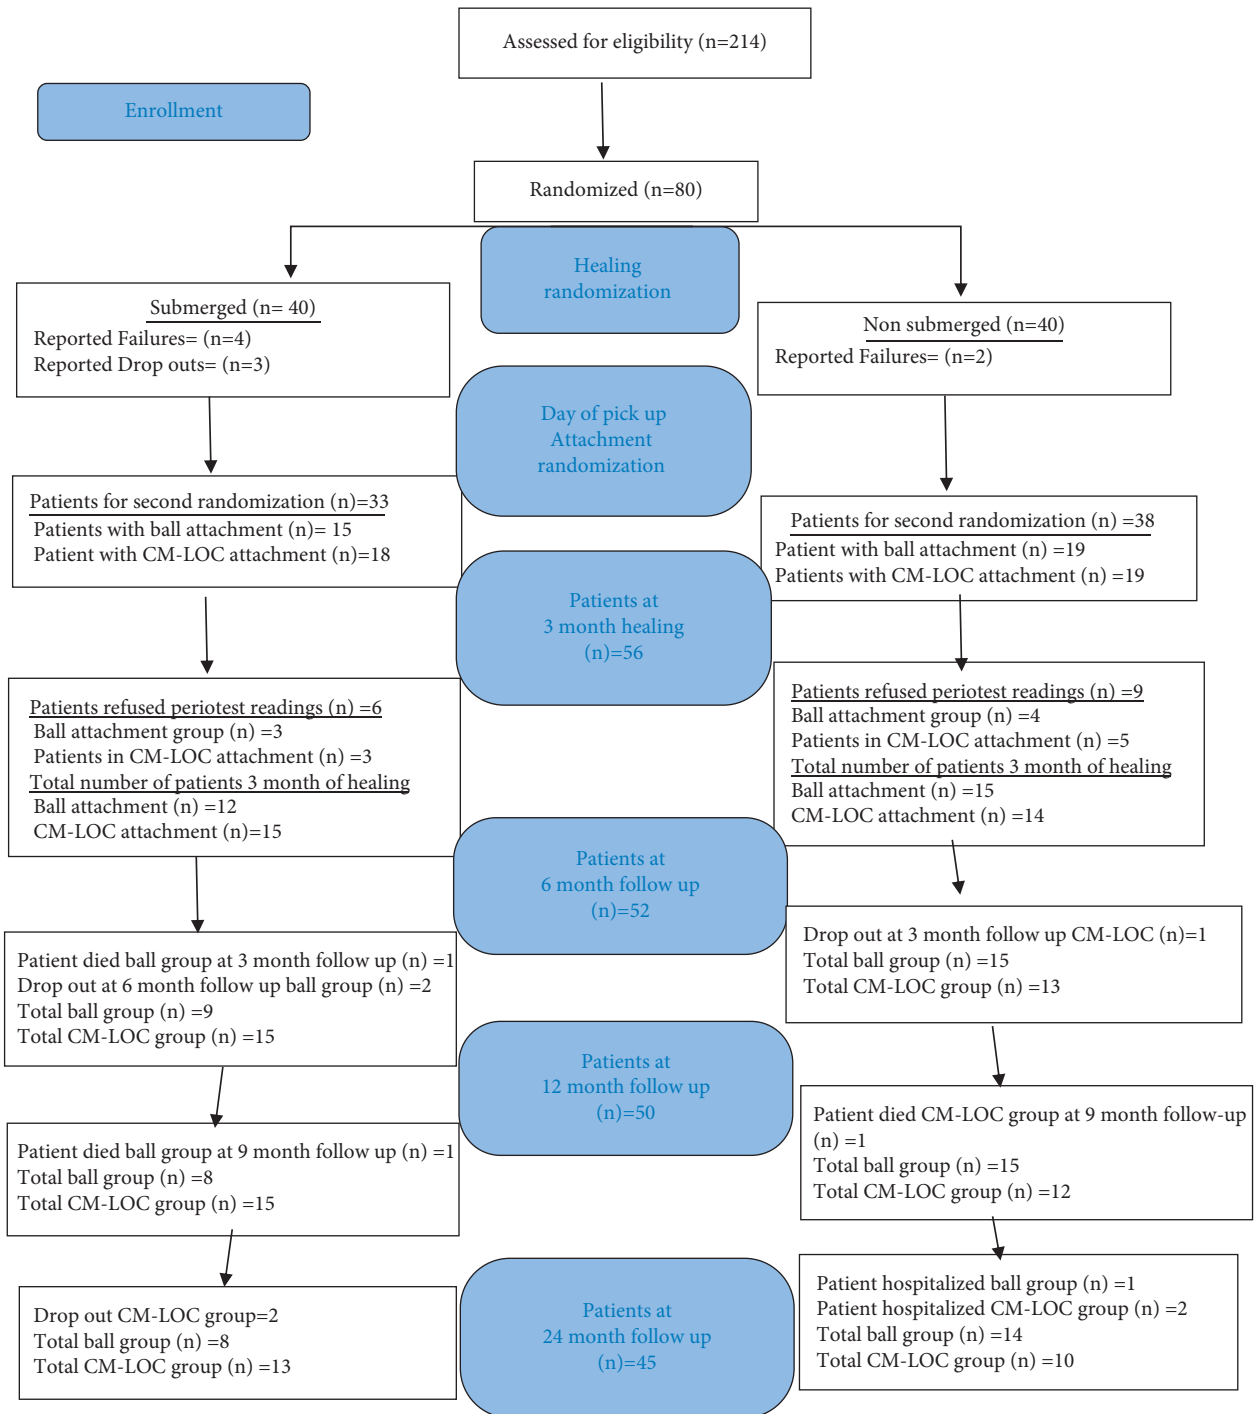 Assessed for eligibility (n=214)
Enrollment
Randomized (n=80)
Healing
randomization
Submerged (n= 40)
Reported Failures= (n=4)
Reported Drop outs= (n=3)
Non submerged (n=40)
Reported Failures= (n=2)
Day of pick up
Attachment
randomization
Patients for second randomization (n)=33
Patients with ball attachment (n)= 15
Patient with CM-LOC attachment (n)=18
Patients for second randomization (n) =38
Patient with ball attachment (n) =19
Patients with CM-LOC attachment (n) =19
Patients at
3 month healing
(n)=56
Patients refused periotest readings (n) =6
Ball attachment group (n) =3
Patients in CM-LOC attachment (n) =3
Total number of patients 3 month of healing
Ball attachment (n) =12
CM-LOC attachment (n)=15
Patients refused periotest readings (n) =9
Ball attachment group (n) =4
Patients in CM-LOC attachment (n) =5
Total number of patients 3 month of healing
Ball attachment (n) =15
CM-LOC attachment (n) =14
Patients at
6 month follow up
(n)=52
Patient died ball group at 3 month follow up (n) =1
Drop out at 6 month follow up ball group (n) =2
Total ball group (n) =9
Total CM-LOC group (n) =15
Drop out at 3 month follow up CM-LOC (n)=1
Total ball group (n) =15
Total CM-LOC group (n) =13
Patients at
12 month follow up
(n)=50
Patient died ball group at 9 month follow up (n) =1
Total ball group (n) =8
Total CM-LOC group (n) =15
Patient died CM-LOC group at 9 month follow-up
(n) =1
Total ball group (n) =15
Total CM-LOC group (n) =12
Patients at
24 month follow up
(n)=45
Drop out CM-LOC group=2
Total ball group (n) =8
Total CM-LOC group (n) =13
Patient hospitalized ball group (n) =1
Patient hospitalized CM-LOC group (n) =2
Total ball group (n) =14
Total CM-LOC group (n) =10